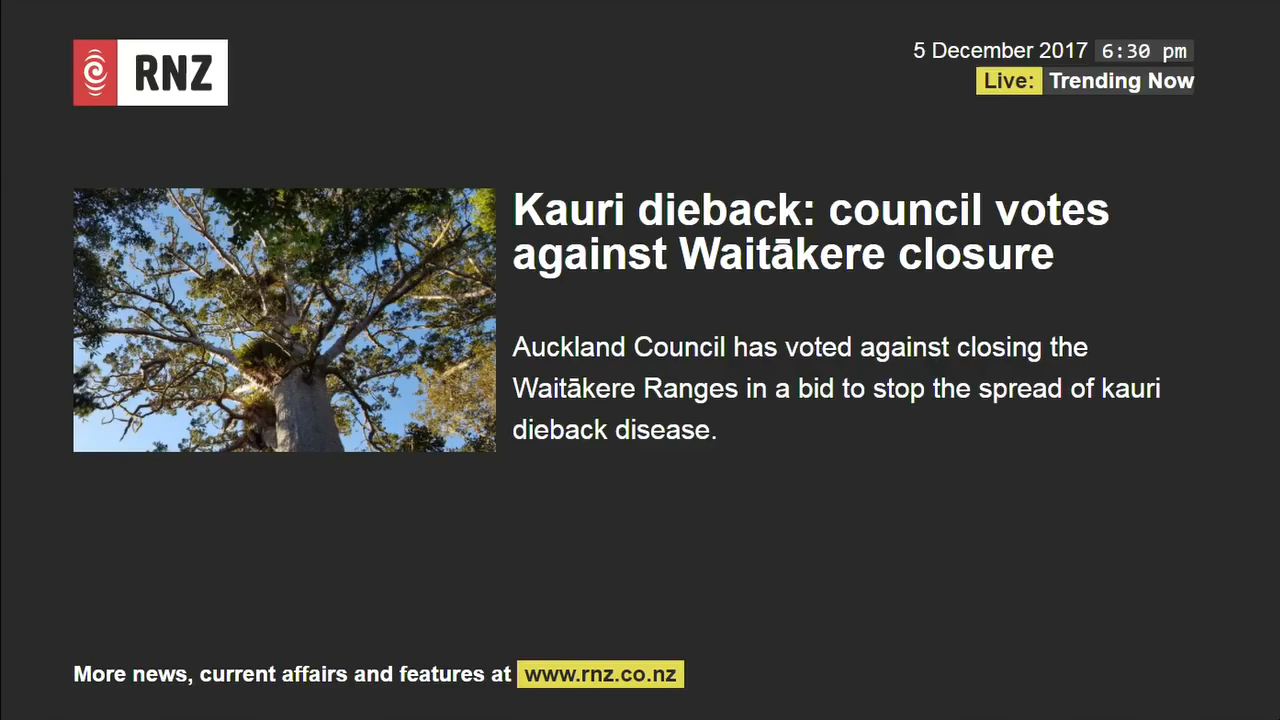 RNZ
5 December 2017 6:30 pm
Live: Trending Now
Kauri dieback: council votes
against Waitākere closure
Auckland Council has voted against closing the
Waitākere Ranges in a bid to stop the spread of kauri
dieback disease.
More news, current affairs and features at www.rnz.co.nz